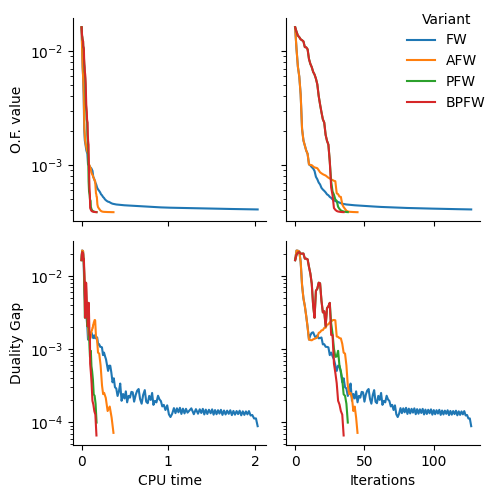 Variant
FW
AFW
PFW
BPFW
O.F. value
10⁻²
10⁻³
Duality Gap
10⁻²
10⁻³
10⁻⁴
0 1 2
CPU time
0 50 100
Iterations